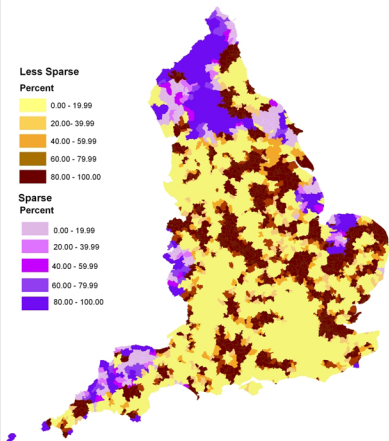 Less Sparse
Percent
0.00 - 19.99
20.00- 39.99
40.00 - 59.99
60.00 - 79.99
80.00 - 100.00
Sparse
Percent
0.00 - 19.99
20.00 - 39.99
40.00 - 59.99
60.00 - 79.99
80.00 - 100.00